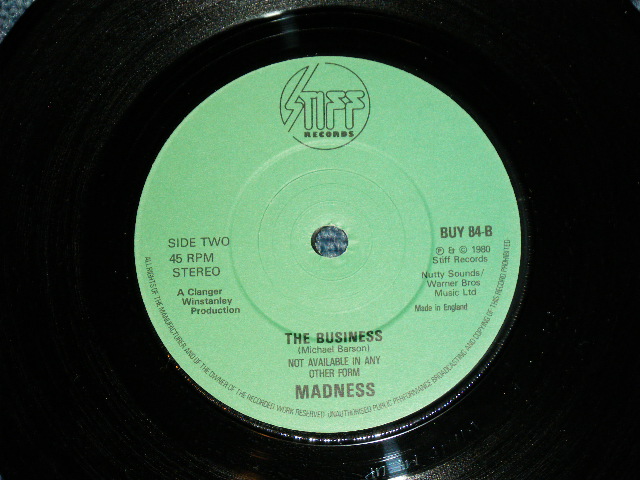 STIFF
RECORDS
SIDE TWO
45 RPM
STEREO
A Clanger
Winstanley
Production
BUY 84-B
℗ & © 1980
Stiff Records
Nutty Sounds/
Warner Bros
Music Ltd
Made in England
THE BUSINESS
(Michael Barson)
NOT AVAILABLE IN ANY
OTHER FORM
MADNESS
ALL RIGHTS OF THE MANUFACTURER AND OF THE OWNER OF THE RECORDED WORK RESERVED UNAUTHORISED PUBLIC PERFORMANCE BROADCASTING AND COPYING OF THIS RECORD PROHIBITED